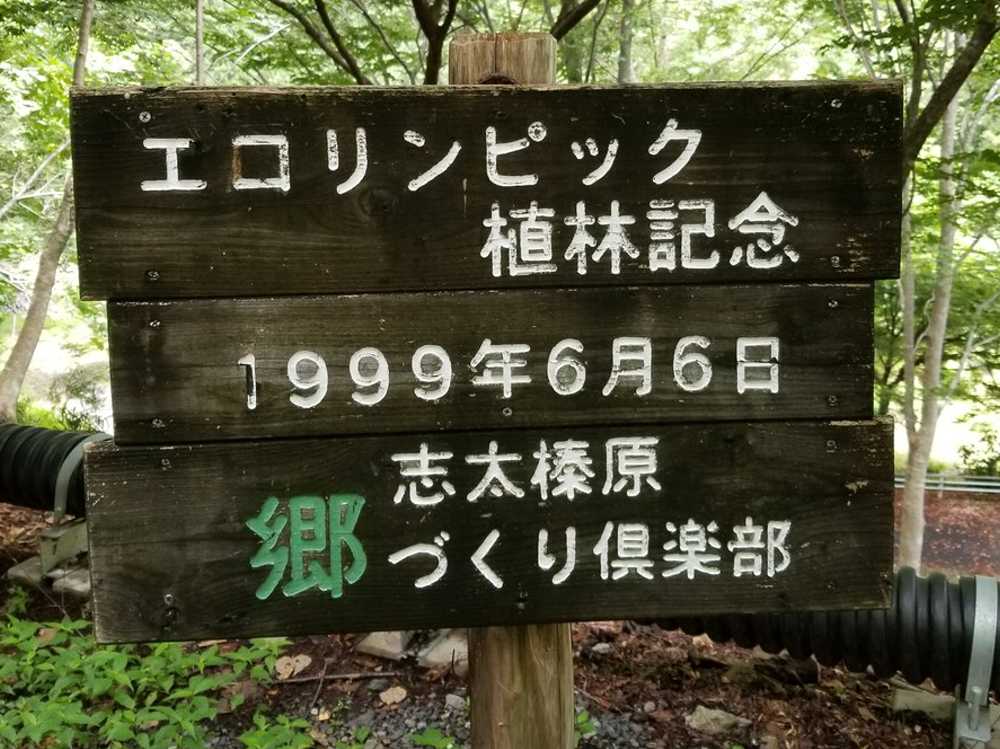 エコリンピック
植林記念
1999年6月6日
志太榛原
郷づくり倶楽部